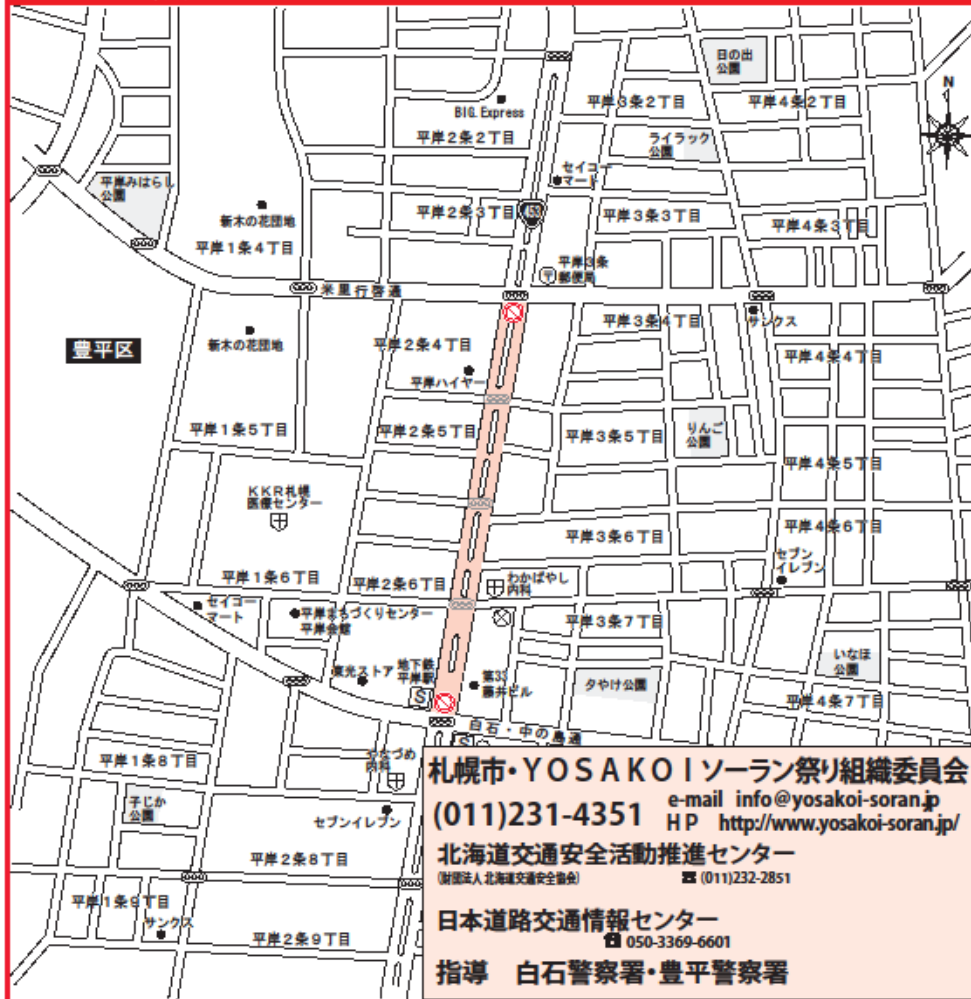 日の出
公園
N
BIG. Express
平岸3条2丁目
平岸4条2丁目
平岸2条2丁目
ライラック
公園
セイコー
マート
平岸みはらし
公園
新木の花団地
平岸2条3丁目
平岸3条3丁目
平岸4条3丁目
平岸1条4丁目
平岸3条
郵便局
米里行啓通
平岸3条4丁目
サンクス
豊平区
新木の花団地
平岸2条4丁目
平岸4条4丁目
平岸ハイヤー
平岸1条5丁目
平岸2条5丁目
平岸3条5丁目
りんご
公園
平岸4条5丁目
KKR札幌
医療センター
平岸3条6丁目
平岸4条6丁目
セブン
イレブン
平岸1条6丁目
平岸2条6丁目
わかばやし
内科
セイコー
マート
平岸まちづくりセンター
平岸会館
平岸3条7丁目
いなほ
公園
東光ストア
地下鉄
平岸駅
S
第33
藤井ビル
夕やけ公園
平岸4条7丁目
白石・中の島通
S
平岸1条8丁目
やなづめ
内科
子じか
公園
セブンイレブン
平岸2条8丁目
平岸1条9丁目
サンクス
平岸2条9丁目
札幌市・YOSAKOIソーラン祭り組織委員会
(011)231-4351
e-mail info@yosakoi-soran.jp
HP http://www.yosakoi-soran.jp/
北海道交通安全活動推進センター
(財団法人北海道交通安全協会) ☎(011)232-2851
日本道路交通情報センター
☎ 050-3369-6601
指導 白石警察署・豊平警察署